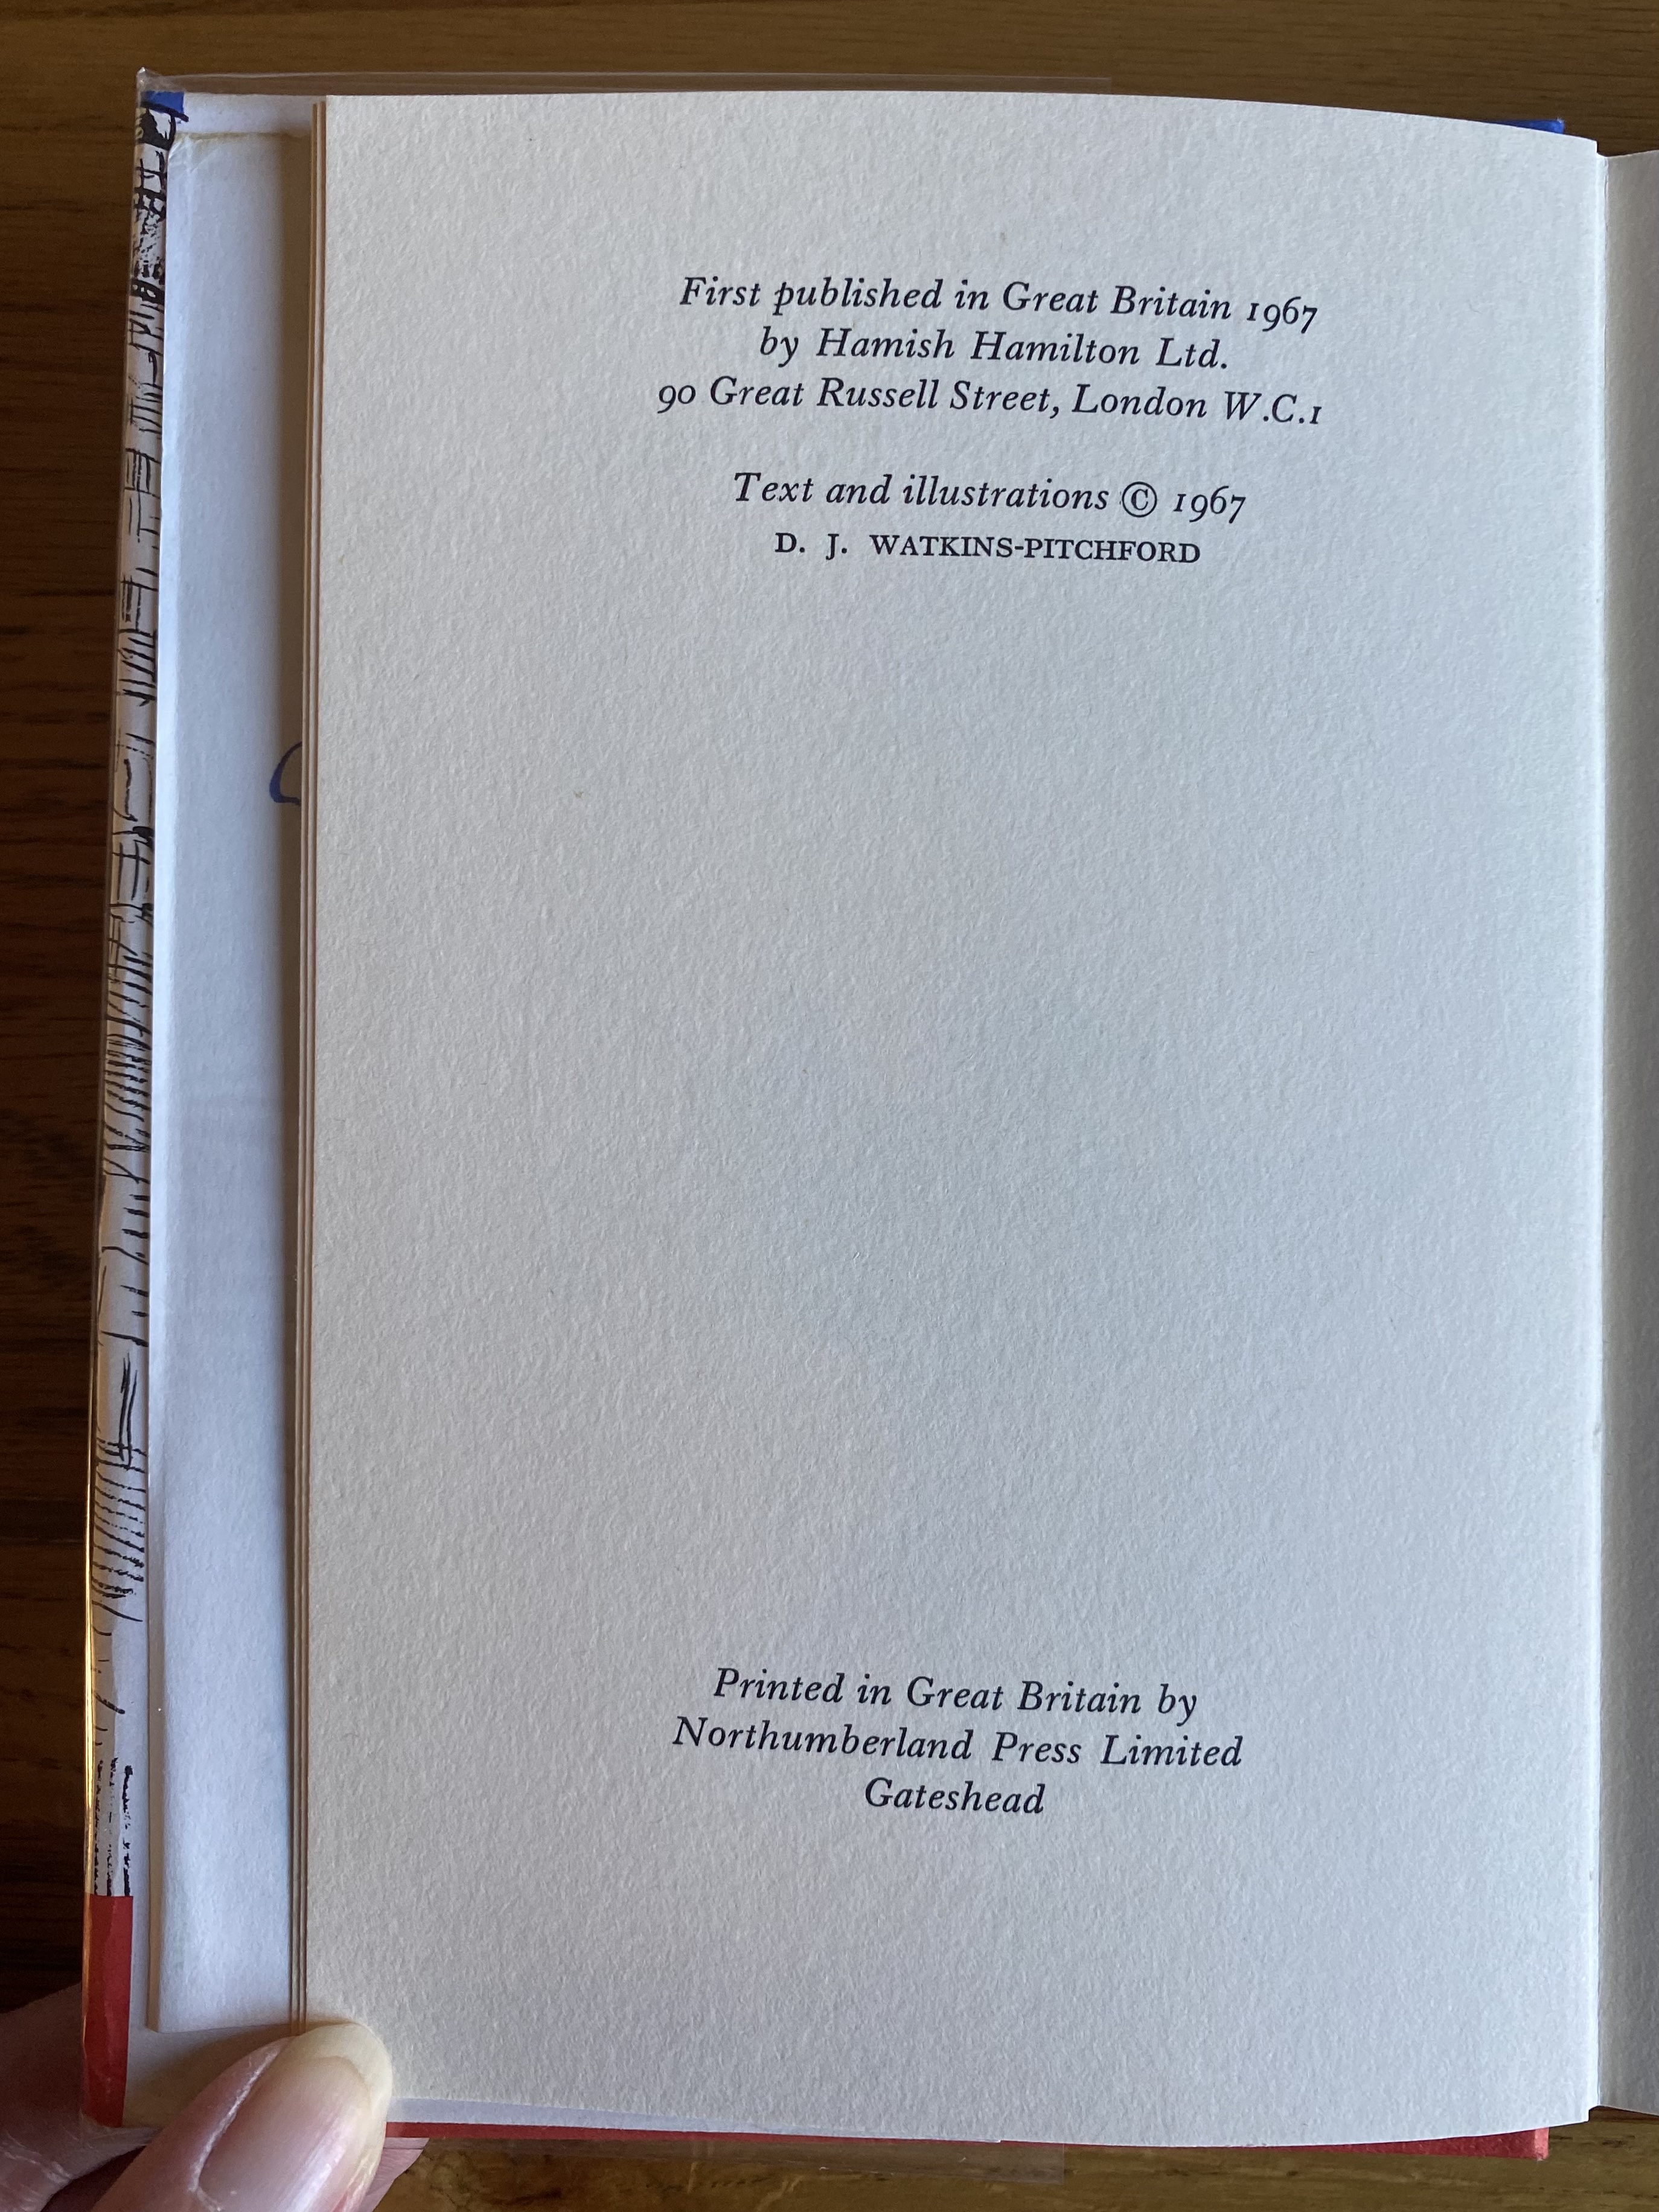 First published in Great Britain 1967
by Hamish Hamilton Ltd.
90 Great Russell Street, London W.C.1
Text and illustrations © 1967
D. J. WATKINS-PITCHFORD
Printed in Great Britain by
Northumberland Press Limited
Gateshead